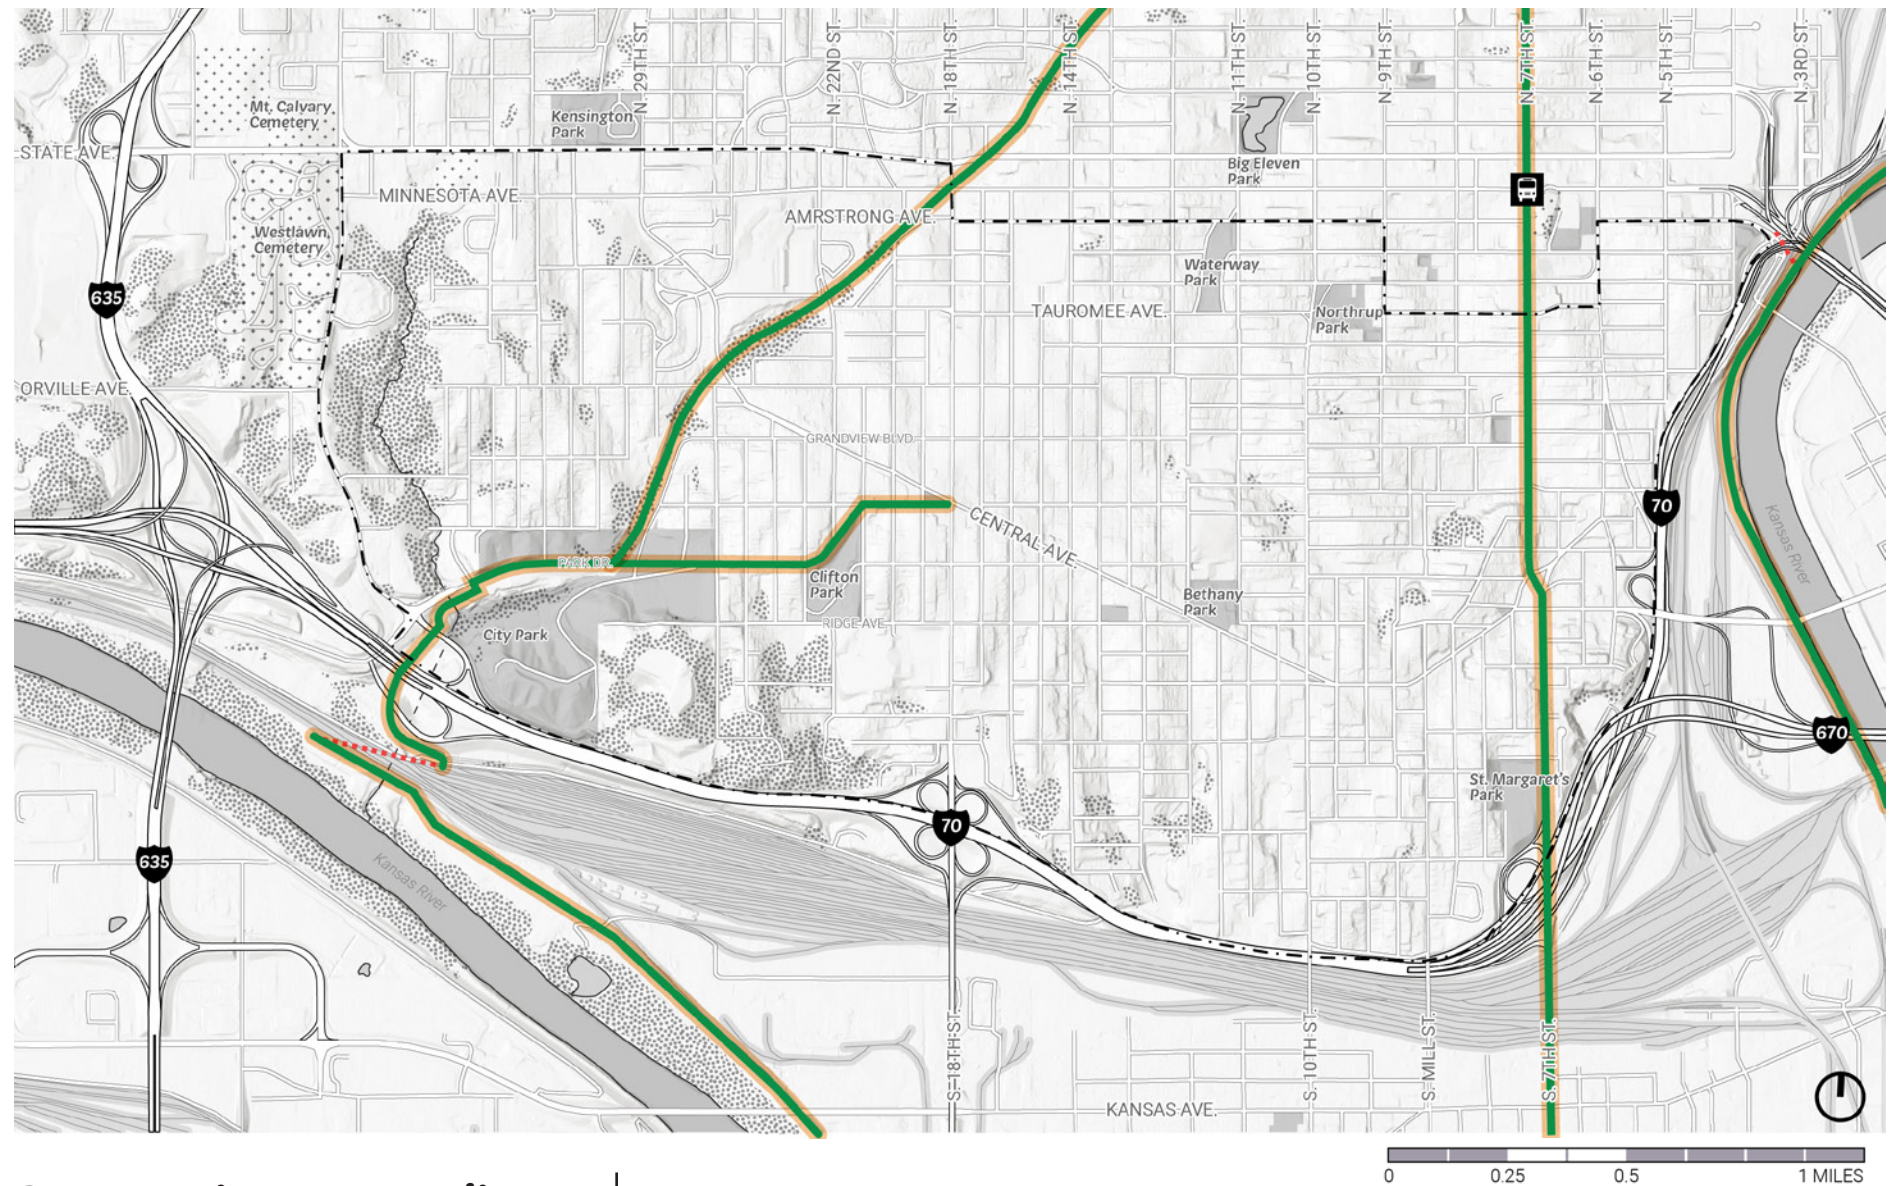 N. 29TH ST.
N. 22ND ST.
N. 18TH ST.
N. 14TH ST.
N. 11TH ST.
N. 10TH ST.
N. 9TH ST.
N. 7TH ST.
N. 6TH ST.
N. 5TH ST.
N. 3RD ST.
Mt. Calvary
Cemetery
Kensington
Park
STATE AVE.
Big Eleven
Park
MINNESOTA AVE.
AMRSTRONG AVE.
Westlawn
Cemetery
Waterway
Park
635
TAUROMEE AVE.
Northrup
Park
ORVILLE AVE.
GRANDVIEW BLVD.
CENTRAL AVE.
70
Kansas River
PARK DR.
Clifton
Park
Bethany
Park
RIDGE AVE.
City Park
670
St. Margaret's
Park
70
635
Kansas River
S. 18TH ST.
S. 10TH ST.
S. MILL ST.
S. 7TH ST.
KANSAS AVE.
0 0.25 0.5 1 MILES